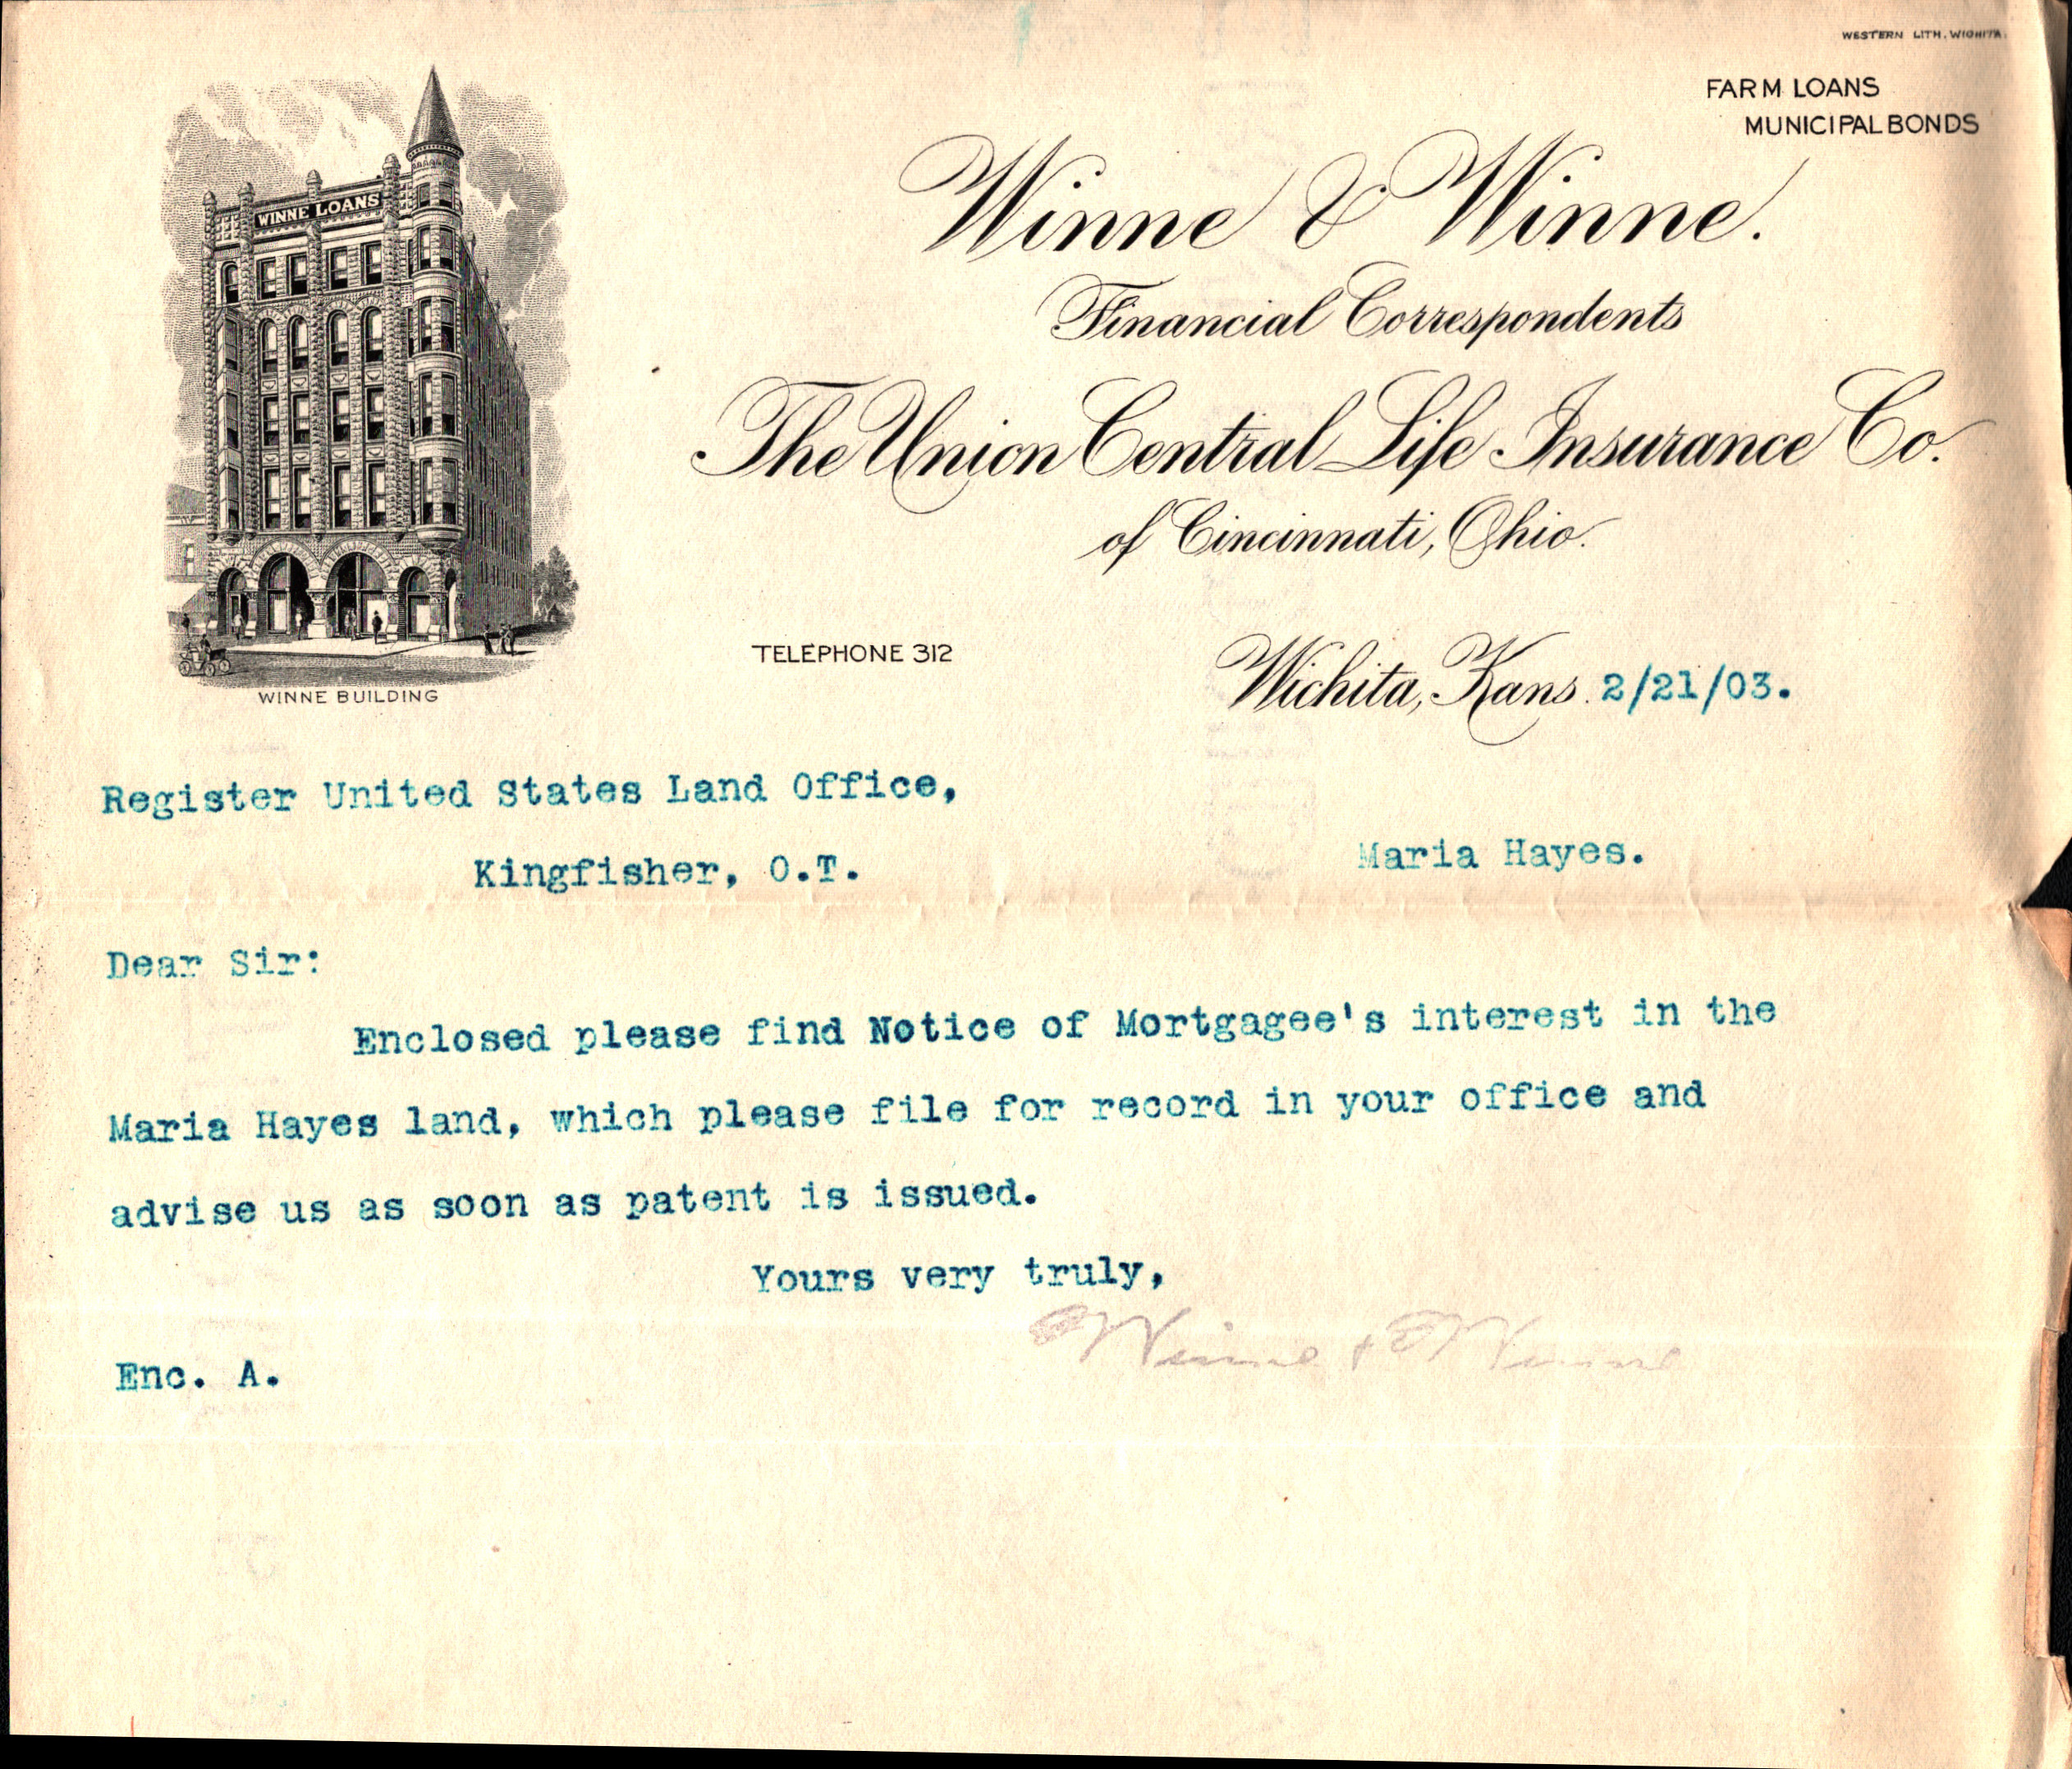 WESTERN LITH. WICHITA.
FARM LOANS
MUNICIPAL BONDS
WINNE LOANS
Winne & Winne.
Financial Correspondents
The Union Central Life Insurance Co.
of Cincinnati, Ohio.
TELEPHONE 312
Wichita, Kans. 2/21/03.
WINNE BUILDING
Register United States Land Office,
Kingfisher, O.T.
Maria Hayes.
Dear Sir:
Enclosed please find Notice of Mortgagee's interest in the
Maria Hayes land, which please file for record in your office and
advise us as soon as patent is issued.
Yours very truly,
Winne & Winne
Enc. A.